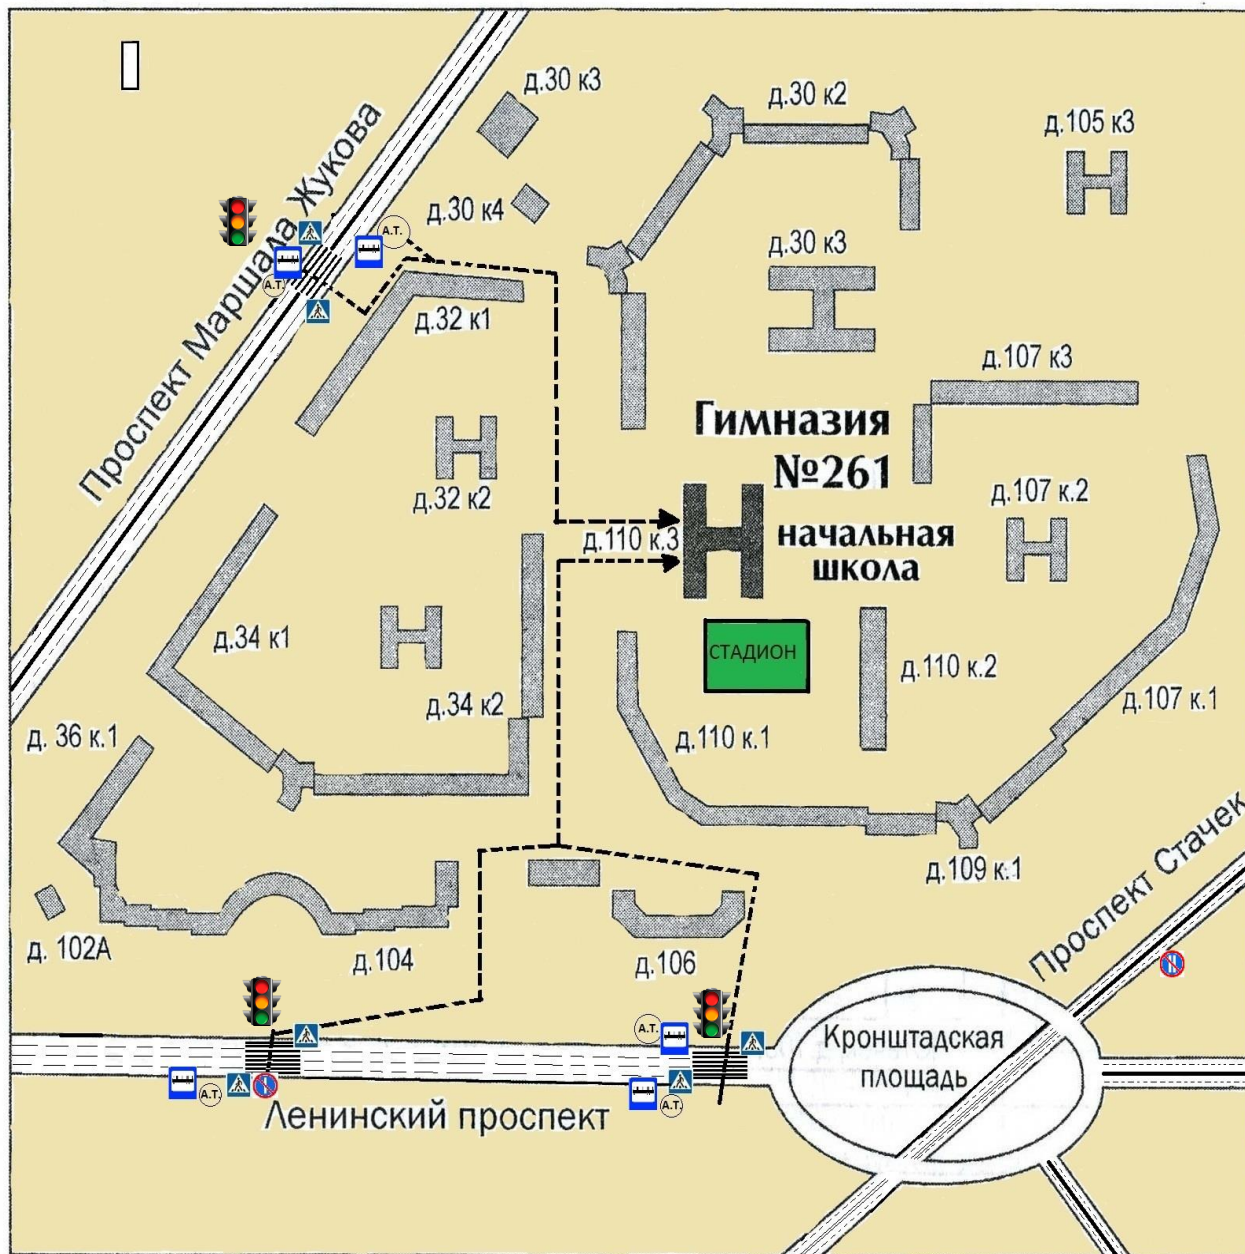 д.30 к3
д.30 к2
д.105 к3
Проспект Маршала Жукова
д.30 к4
А.Т.
А.Т.
д.30 к3
д.32 к1
д.107 к3
Гимназия
№261
начальная
школа
д.32 к2
д.107 к.2
д.110 к.3
д.34 к1
СТАДИОН
д.110 к.2
д.34 к2
д.107 к.1
д. 36 к.1
д.110 к.1
д.109 к.1
Проспект Стачек
д. 102А
д.104
д.106
Кронштадская
площадь
А.Т.
А.Т.
А.Т.
Ленинский проспект